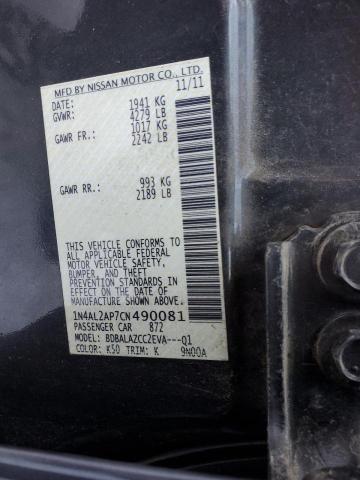 MFD BY NISSAN MOTOR CO., LTD.
DATE: 11/11
GVWR: 1941 KG
4279 LB
GAWR FR: 1017 KG
2242 LB
GAWR RR: 993 KG
2189 LB
THIS VEHICLE CONFORMS TO
ALL APPLICABLE FEDERAL
MOTOR VEHICLE SAFETY,
BUMPER, AND THEFT
PREVENTION STANDARDS
IN EFFECT ON THE DATE OF
MANUFACTURE SHOWN ABOVE.
1N4AL2AP7CN490081
PASSENGER CAR 872
MODEL: BDBALAZCC2EVA---Q1
COLOR: K50 TRIM: K 9N00A